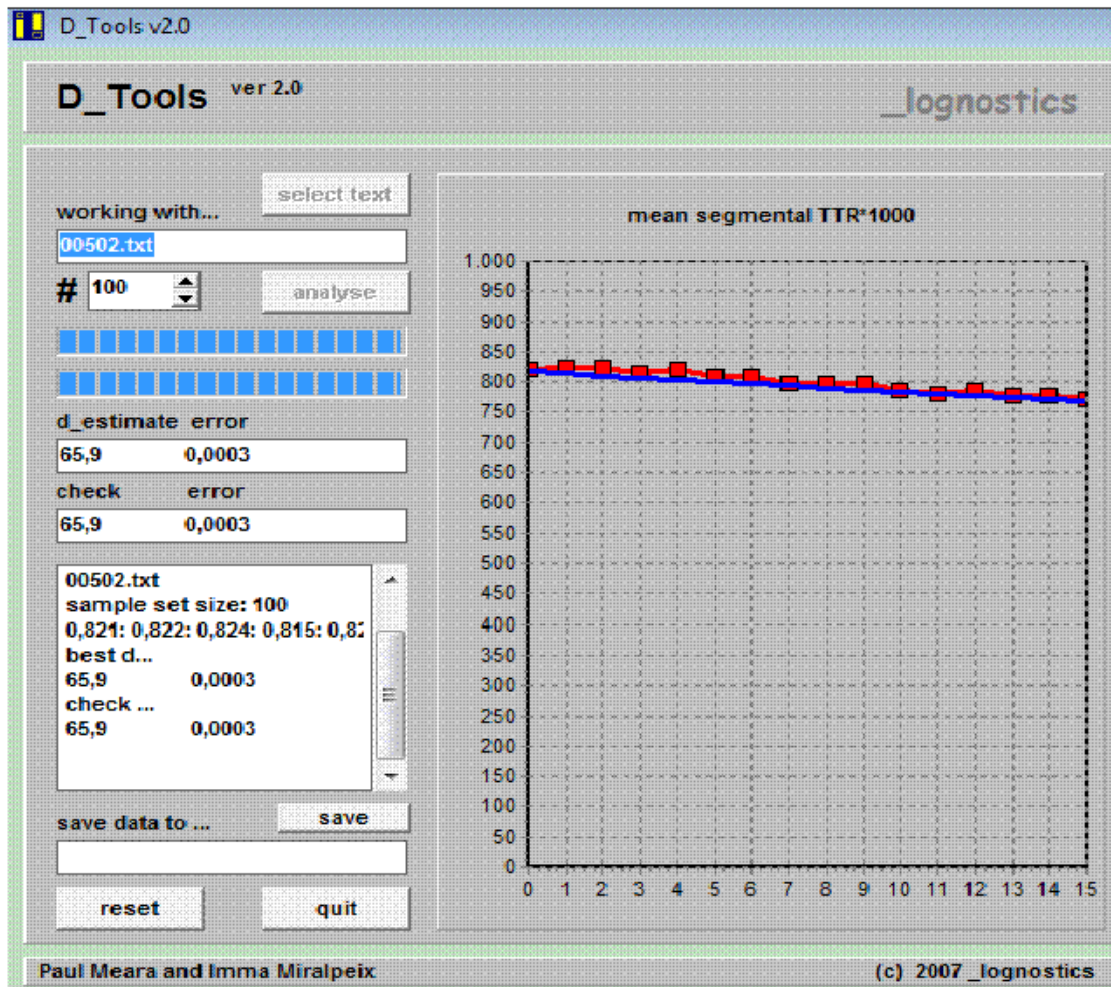 D_Tools v2.0
D_Tools ver 2.0
_lognostics
select text
working with...
00502.txt
# 100
analyse
d_estimate error
65,9 0,0003
check error
65,9 0,0003
00502.txt
sample set size: 100
0,821: 0,822: 0,824: 0,815: 0,82
best d...
65,9 0,0003
check ...
65,9 0,0003
save data to ...
save
reset
quit
mean segmental TTR*1000
1.000
950
900
850
800
750
700
650
600
550
500
450
400
350
300
250
200
150
100
50
0
0 1 2 3 4 5 6 7 8 9 10 11 12 13 14 15
Paul Meara and Imma Miralpeix
(c) 2007 _lognostics